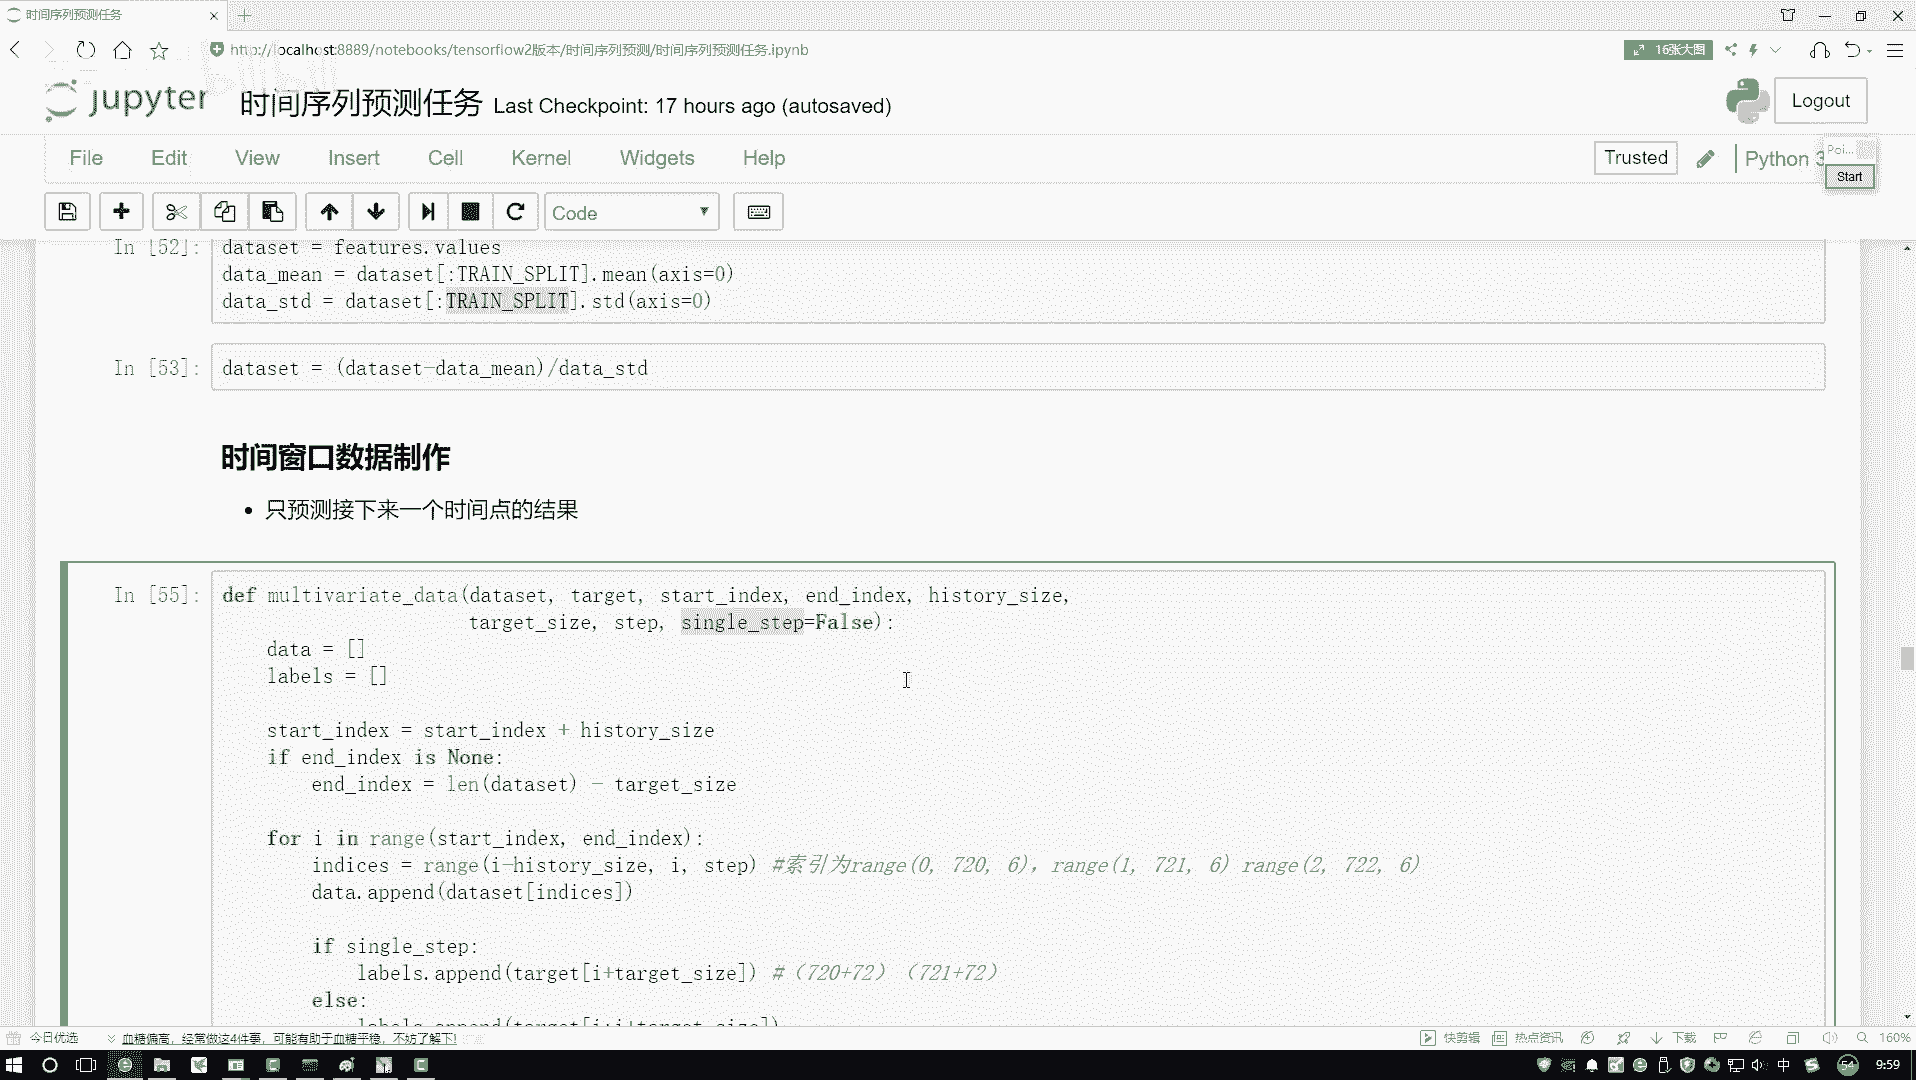 时间序列预测任务
http://localhost:8889/notebooks/tensorflow2版本/时间序列预测/时间序列预测任务.ipynb
16张大图
jupyter
时间序列预测任务 Last Checkpoint: 17 hours ago (autosaved)
Logout
File Edit View Insert Cell Kernel Widgets Help
Trusted
Python 3
Poi...
Start
Code
In [52]: dataset = features.values
data_mean = dataset[:TRAIN_SPLIT].mean(axis=0)
data_std = dataset[:TRAIN_SPLIT].std(axis=0)
In [53]: dataset = (dataset-data_mean)/data_std
时间窗口数据制作
• 只预测接下来一个时间点的结果
In [55]: def multivariate_data(dataset, target, start_index, end_index, history_size,
target_size, step, single_step=False):
data = []
labels = []
start_index = start_index + history_size
if end_index is None:
end_index = len(dataset) - target_size
for i in range(start_index, end_index):
indices = range(i-history_size, i, step) #索引为range(0, 720, 6)，range(1, 721, 6) range(2, 722, 6)
data.append(dataset[indices])
if single_step:
labels.append(target[i+target_size]) #（720+72）（721+72）
else:
labels.append(target[i:i+target_size])
今日优选
血糖偏高，经常做这4件事，可能有助于血糖平稳，不妨了解下!
快剪辑
热点资讯
下载
160%
中
54
9:59